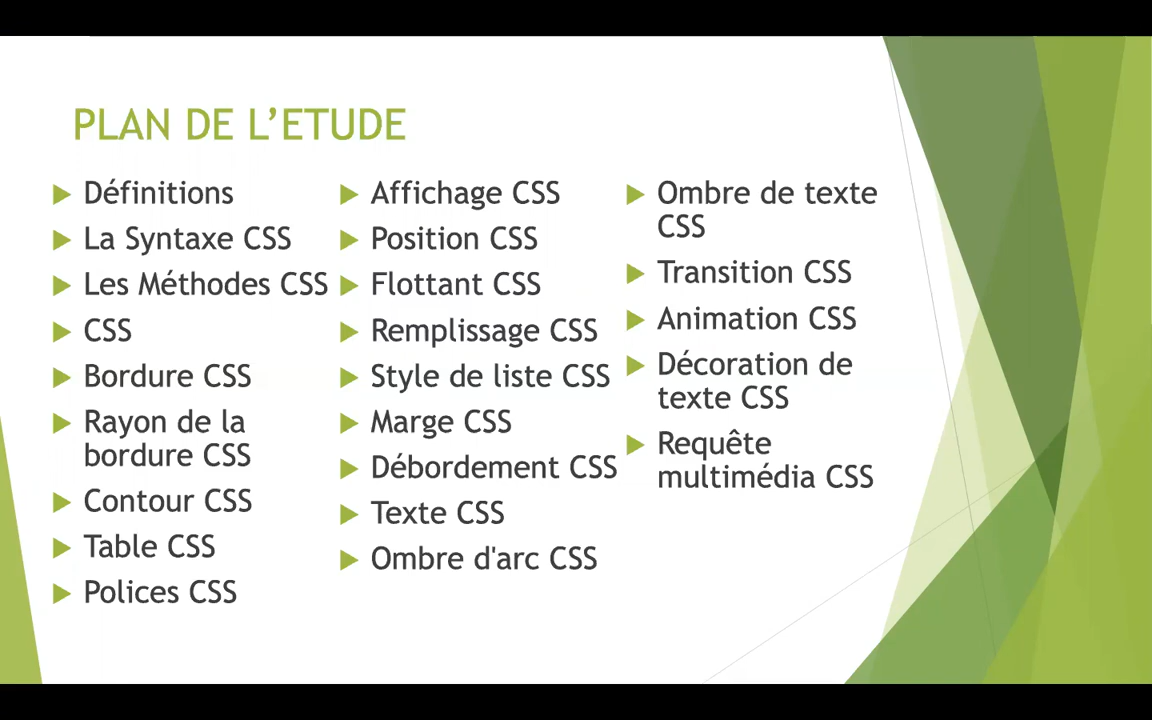 PLAN DE L’ETUDE
Définitions
La Syntaxe CSS
Les Méthodes CSS
CSS
Bordure CSS
Rayon de la
bordure CSS
Contour CSS
Table CSS
Polices CSS
Affichage CSS
Position CSS
Flottant CSS
Remplissage CSS
Style de liste CSS
Marge CSS
Débordement CSS
Texte CSS
Ombre d'arc CSS
Ombre de texte
CSS
Transition CSS
Animation CSS
Décoration de
texte CSS
Requête
multimédia CSS